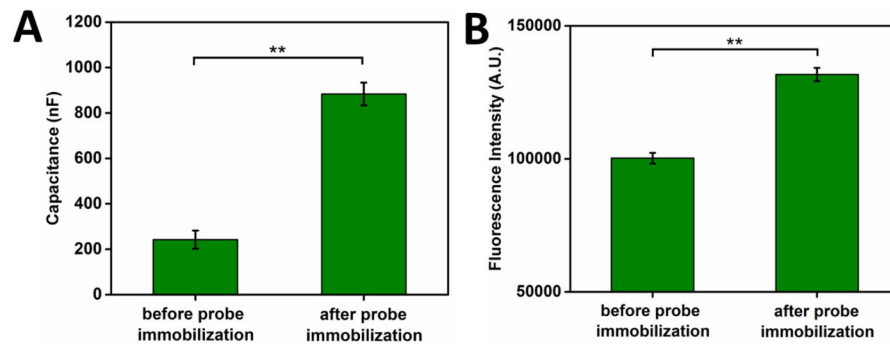 A
Capacitance (nF)
1200
1000
800
600
400
200
0
**
before probe
immobilization
after probe
immobilization
B
Fluorescence Intensity (A.U.)
150000
100000
50000
**
before probe
immobilization
after probe
immobilization